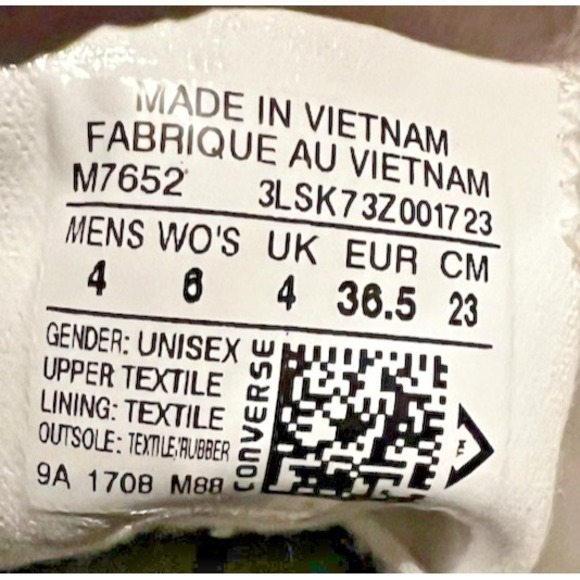 MADE IN VIETNAM
FABRIQUE AU VIETNAM
M7652 3LSK73Z001723
MENS WO'S UK EUR CM
4 6 4 36.5 23
GENDER: UNISEX
UPPER TEXTILE
LINING: TEXTILE
OUTSOLE: TEXTILE/RUBBER
9A 1708 M88
CONVERSE